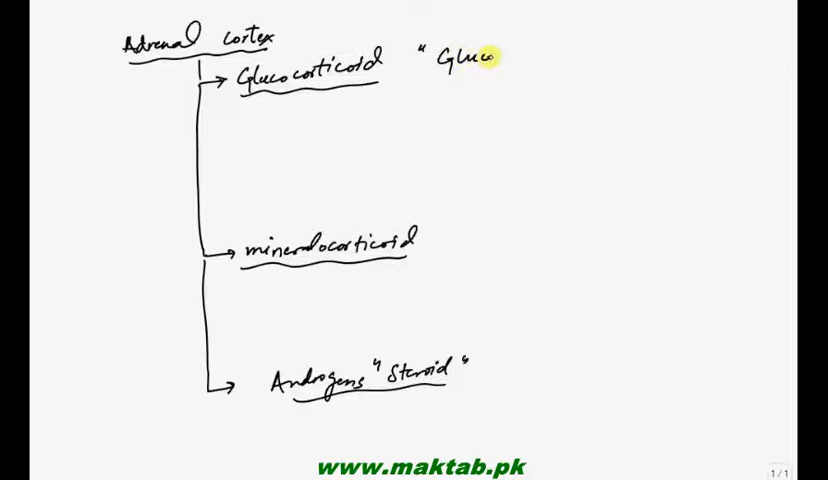 Adrenal cortex
Glucocorticoid " Gluco
mineralocorticoid
Androgens "Steroid"
www.maktab.pk
1/1